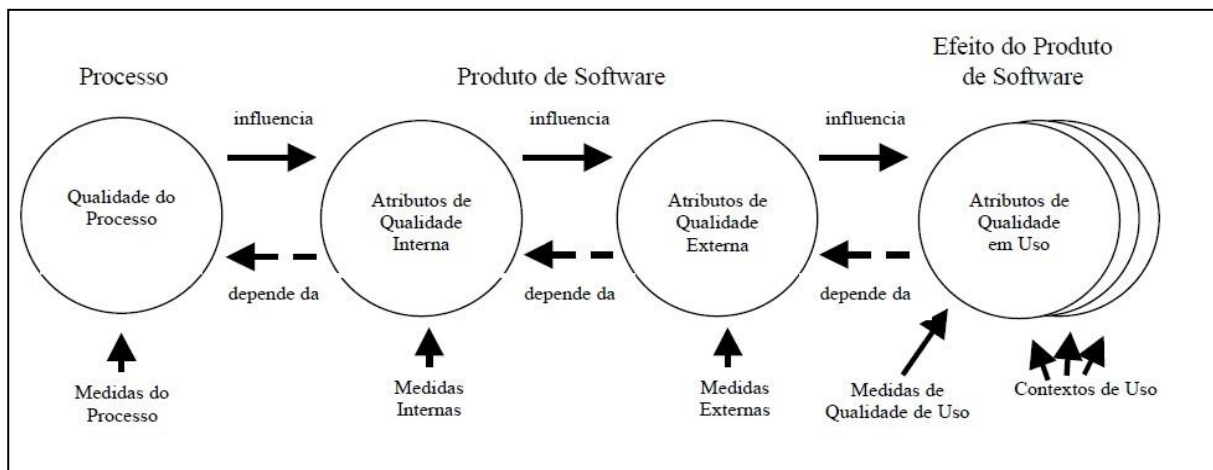 Processo
Produto de Software
Efeito do Produto
de Software
influencia
influencia
influencia
Qualidade do
Processo
Atributos de
Qualidade
Interna
Atributos de
Qualidade
Externa
Atributos de
Qualidade
em Uso
depende da
depende da
depende da
Medidas do
Processo
Medidas
Internas
Medidas
Externas
Medidas de
Qualidade de Uso
Contextos de Uso